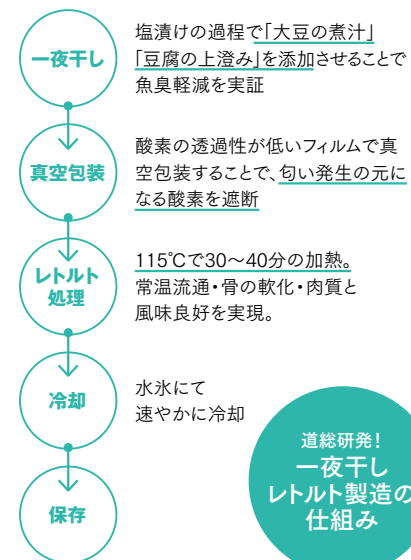 一夜干し
塩漬けの過程で「大豆の煮汁」
「豆腐の上澄み」を添加させることで
魚臭軽減を実証
真空包装
酸素の透過性が低いフィルムで真
空包装することで、匂い発生の元に
なる酸素を遮断
レトルト
処理
115℃で30〜40分の加熱。
常温流通・骨の軟化・肉質と
風味良好を実現。
冷却
水氷にて
速やかに冷却
保存
道総研発!
一夜干し
レトルト製造の
仕組み